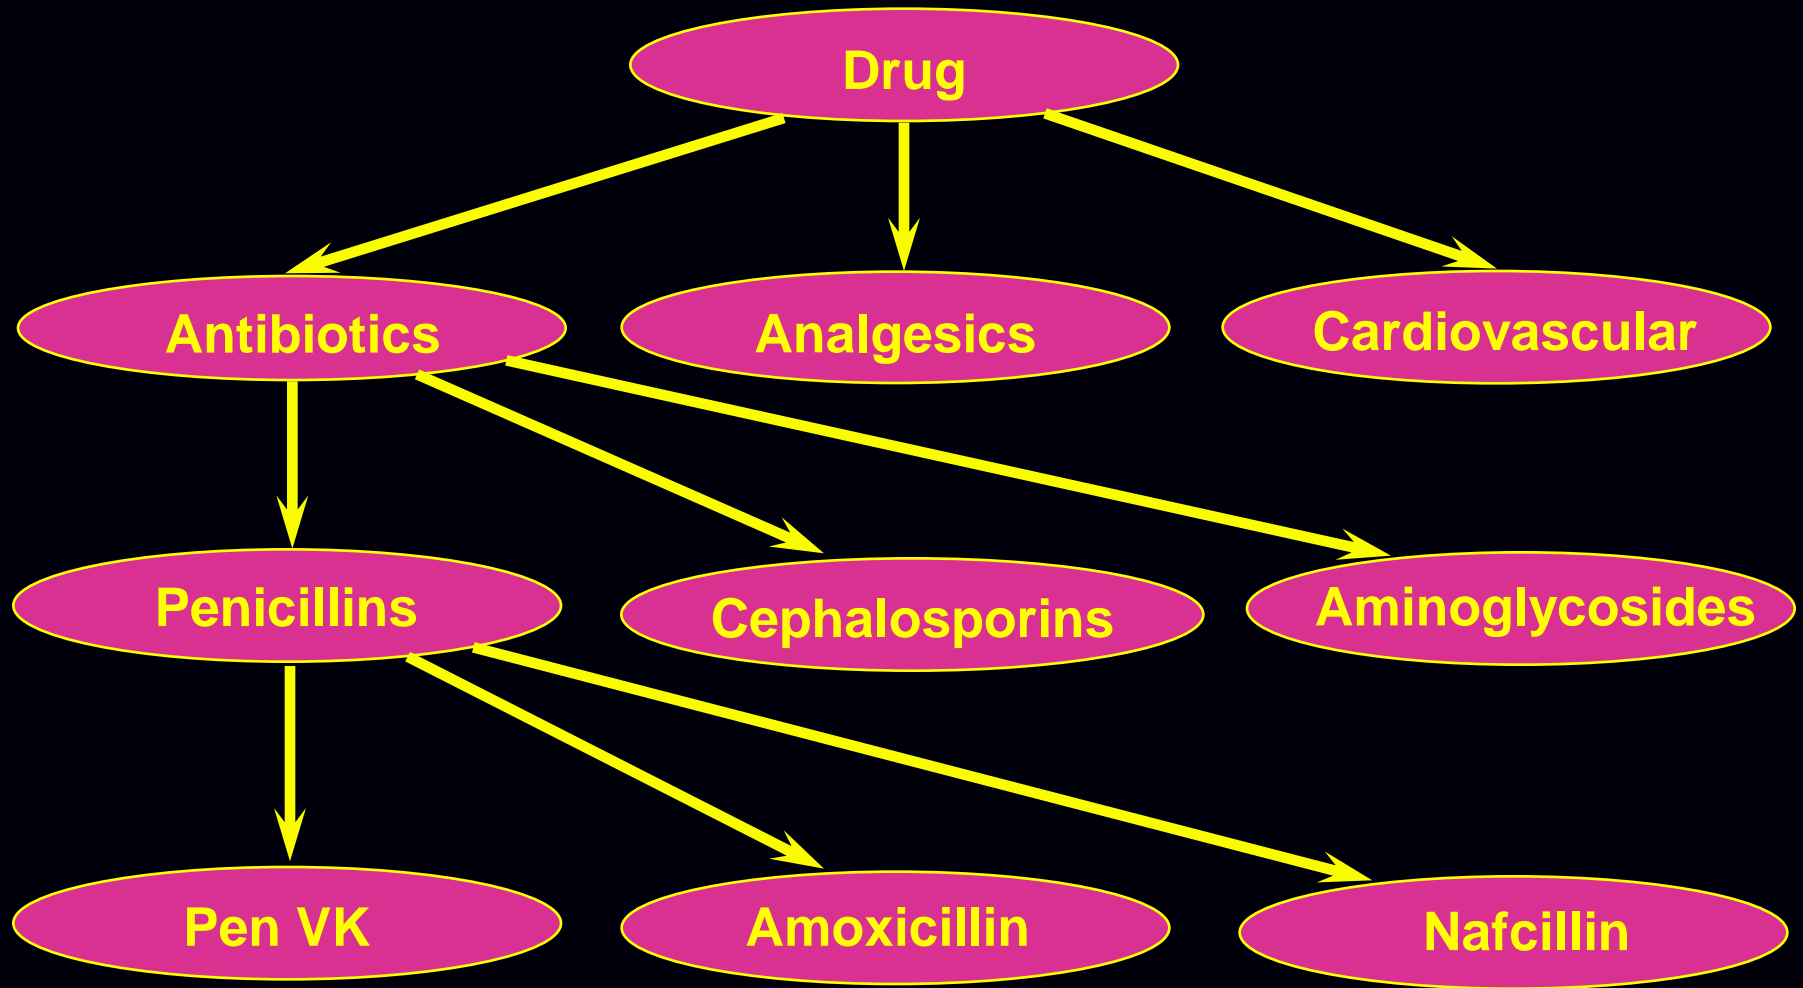 Drug
Antibiotics
Analgesics
Cardiovascular
Penicillins
Cephalosporins
Aminoglycosides
Pen VK
Amoxicillin
Nafcillin